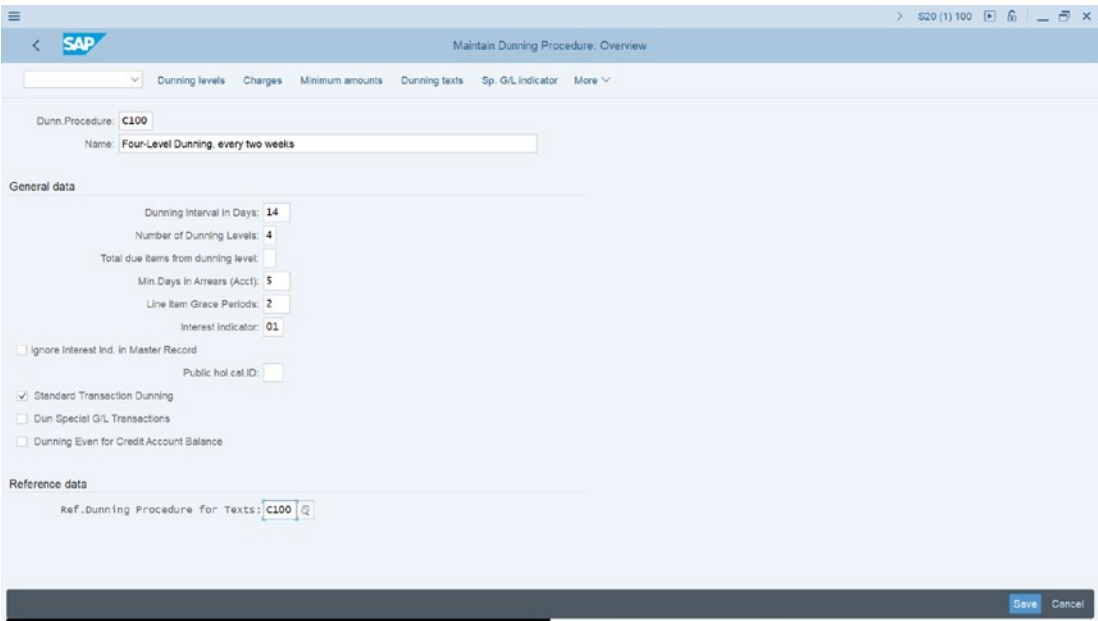 S20 (1) 100
SAP
Maintain Dunning Procedure: Overview
Dunning levels Charges Minimum amounts Dunning texts Sp. G/L indicator More
Dunn.Procedure: C100
Name: Four-Level Dunning, every two weeks
General data
Dunning Interval in Days: 14
Number of Dunning Levels: 4
Total due items from dunning level:
Min.Days in Arrears (Acct): 5
Line Item Grace Periods: 2
Interest indicator: 01
Ignore Interest Ind. in Master Record
Public hol.cal.ID:
Standard Transaction Dunning
Dun Special G/L Transactions
Dunning Even for Credit Account Balance
Reference data
Ref.Dunning Procedure for Texts: C100
Save Cancel